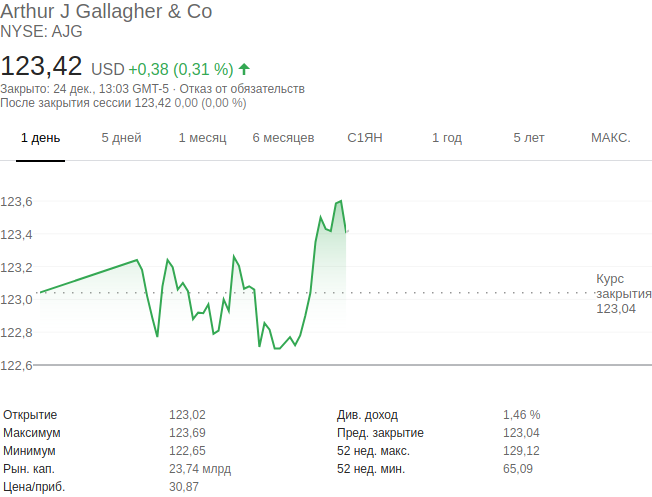 Arthur J Gallagher & Co
NYSE: AJG
123,42 USD +0,38 (0,31 %)
Закрыто: 24 дек., 13:03 GMT-5 · Отказ от обязательств
После закрытия сессии 123,42 0,00 (0,00 %)
1 день 5 дней 1 месяц 6 месяцев С1ЯН 1 год 5 лет МАКС.
123,6
123,4
123,2
123,0
122,8
122,6
Курс
закрытия
123,04
Открытие 123,02 Див. доход 1,46 %
Максимум 123,69 Пред. закрытие 123,04
Минимум 122,65 52 нед. макс. 129,12
Рын. кап. 23,74 млрд 52 нед. мин. 65,09
Цена/приб. 30,87